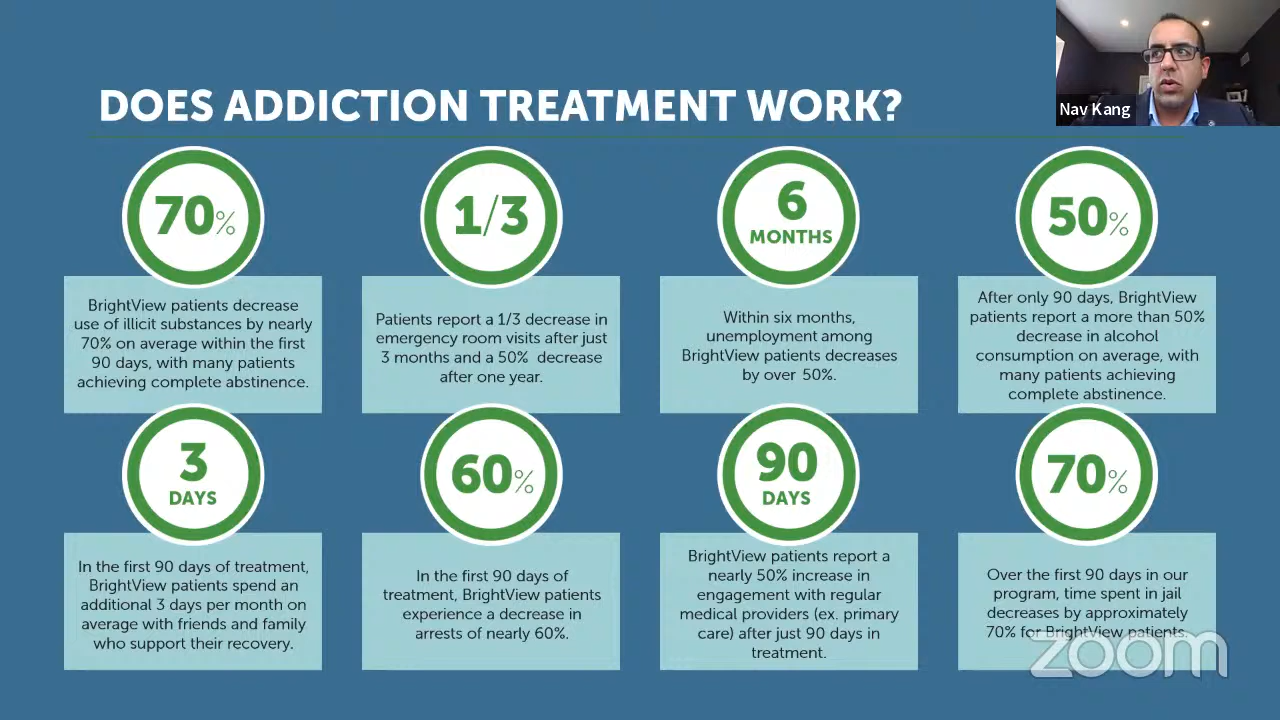 DOES ADDICTION TREATMENT WORK?
Nav Kang
70%
BrightView patients decrease
use of illicit substances by nearly
70% on average within the first
90 days, with many patients
achieving complete abstinence.
1/3
Patients report a 1/3 decrease in
emergency room visits after just
3 months and a 50% decrease
after one year.
6
MONTHS
Within six months,
unemployment among
BrightView patients decreases
by over 50%.
50%
After only 90 days, BrightView
patients report a more than 50%
decrease in alcohol
consumption on average, with
many patients achieving
complete abstinence.
3
DAYS
In the first 90 days of treatment,
BrightView patients spend an
additional 3 days per month on
average with friends and family
who support their recovery.
60%
In the first 90 days of
treatment, BrightView patients
experience a decrease in
arrests of nearly 60%.
90
DAYS
BrightView patients report a
nearly 50% increase in
engagement with regular
medical providers (ex. primary
care) after just 90 days in
treatment.
70%
Over the first 90 days in our
program, time spent in jail
decreases by approximately
70% for BrightView patients.
zoom